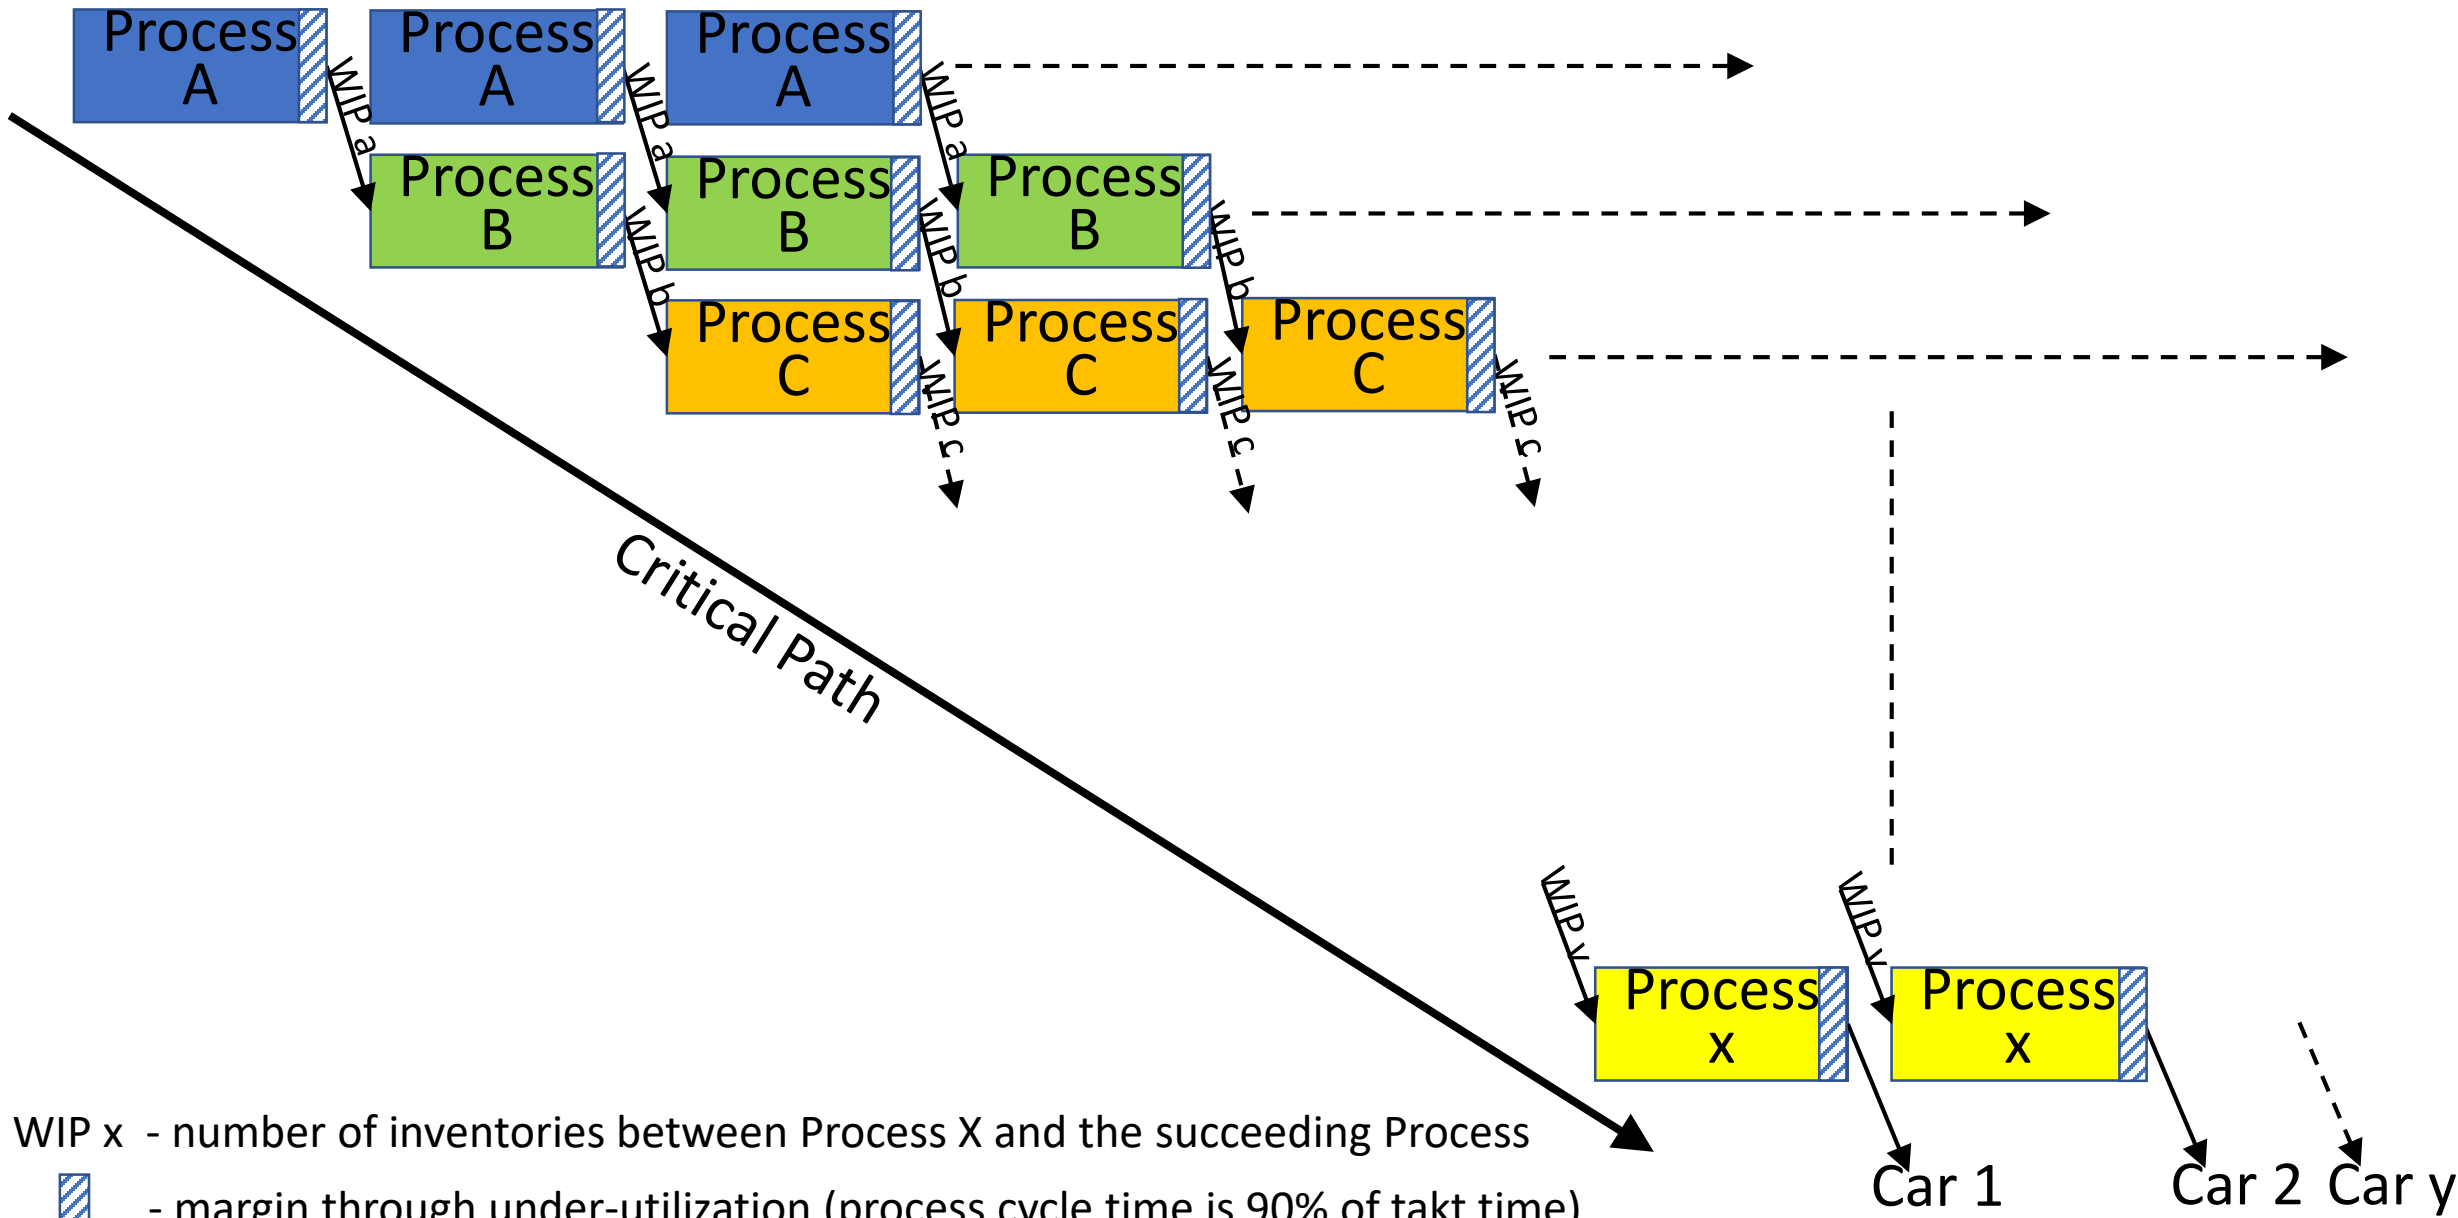 Process
A
Process
A
Process
A
WIP a
WIP a
WIP a
Process
B
Process
B
Process
B
WIP b
WIP b
WIP b
Process
C
Process
C
Process
C
WIP c
WIP c
WIP c
Critical Path
WIP y
WIP y
Process
x
Process
x
Car 1
Car 2
Car y
WIP x - number of inventories between Process X and the succeeding Process
- margin through under-utilization (process cycle time is 90% of takt time)